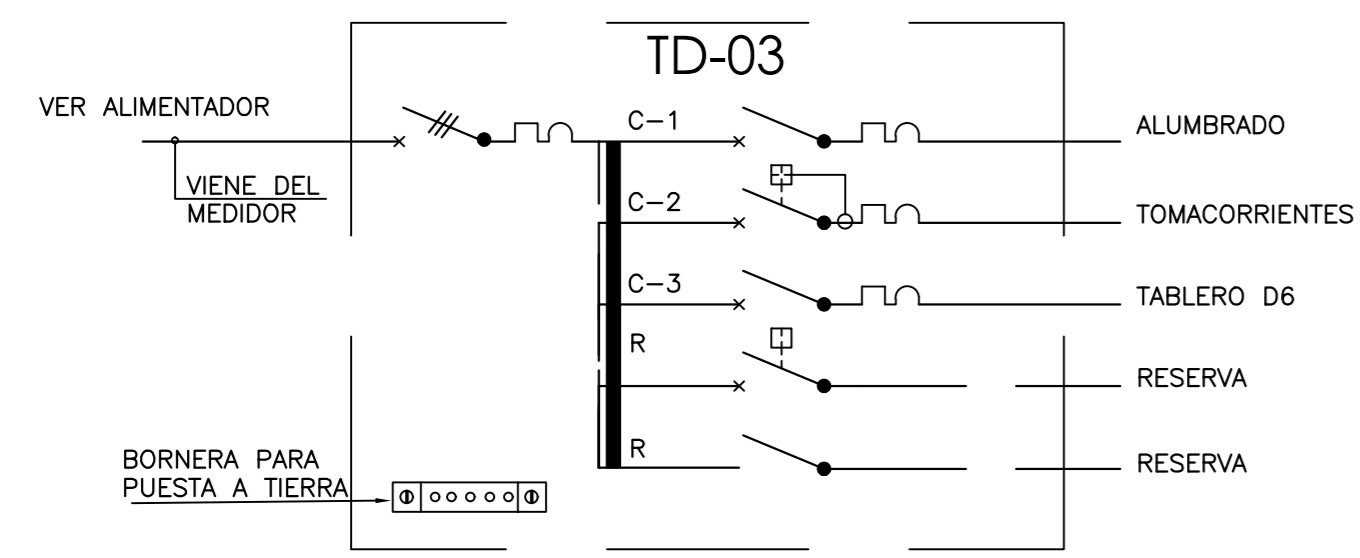 TD-03
VER ALIMENTADOR
VIENE DEL
MEDIDOR
C-1
ALUMBRADO
C-2
TOMACORRIENTES
C-3
TABLERO D6
R
RESERVA
R
RESERVA
BORNERA PARA
PUESTA A TIERRA